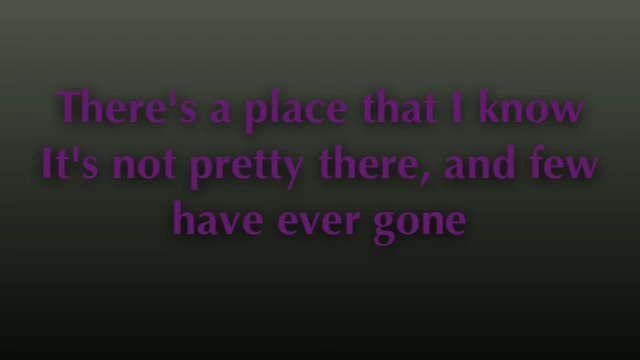 There's a place that I know
It's not pretty there, and few
have ever gone